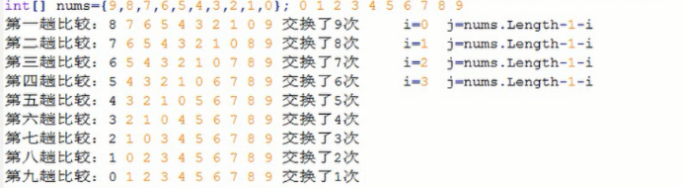 int[] nums={9,8,7,6,5,4,3,2,1,0}; 0 1 2 3 4 5 6 7 8 9
第一趟比较: 8 7 6 5 4 3 2 1 0 9 交换了9次 i=0 j=nums.Length-1-i
第二趟比较: 7 6 5 4 3 2 1 0 8 9 交换了8次 i=1 j=nums.Length-1-i
第三趟比较: 6 5 4 3 2 1 0 7 8 9 交换了7次 i=2 j=nums.Length-1-i
第四趟比较: 5 4 3 2 1 0 6 7 8 9 交换了6次 i=3 j=nums.Length-1-i
第五趟比较: 4 3 2 1 0 5 6 7 8 9 交换了5次
第六趟比较: 3 2 1 0 4 5 6 7 8 9 交换了4次
第七趟比较: 2 1 0 3 4 5 6 7 8 9 交换了3次
第八趟比较: 1 0 2 3 4 5 6 7 8 9 交换了2次
第九趟比较: 0 1 2 3 4 5 6 7 8 9 交换了1次